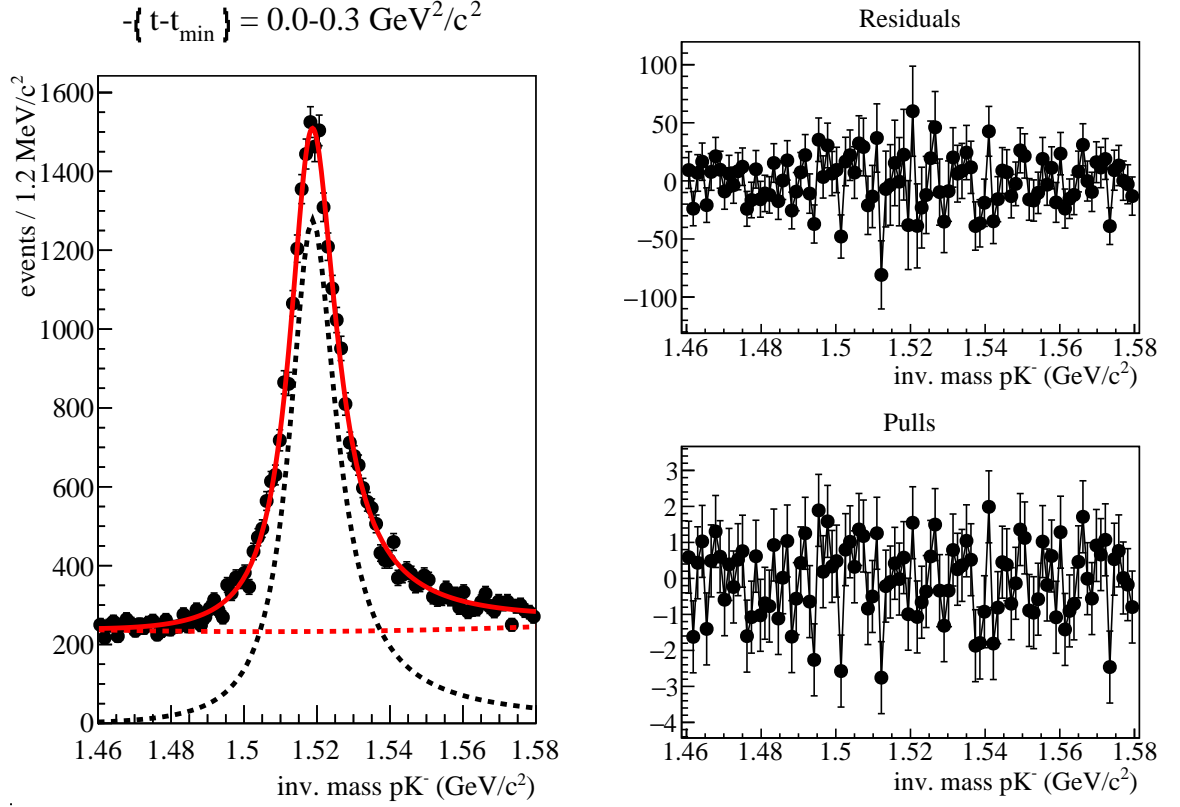 -( t-t_min ) = 0.0-0.3 GeV²/c²
events / 1.2 MeV/c²
1600
1400
1200
1000
800
600
400
200
0
1.46 1.48 1.5 1.52 1.54 1.56 1.58
inv. mass pK⁻ (GeV/c²)
Residuals
100
50
0
−50
−100
1.46 1.48 1.5 1.52 1.54 1.56 1.58
inv. mass pK⁻ (GeV/c²)
Pulls
3
2
1
0
−1
−2
−3
−4
1.46 1.48 1.5 1.52 1.54 1.56 1.58
inv. mass pK⁻ (GeV/c²)